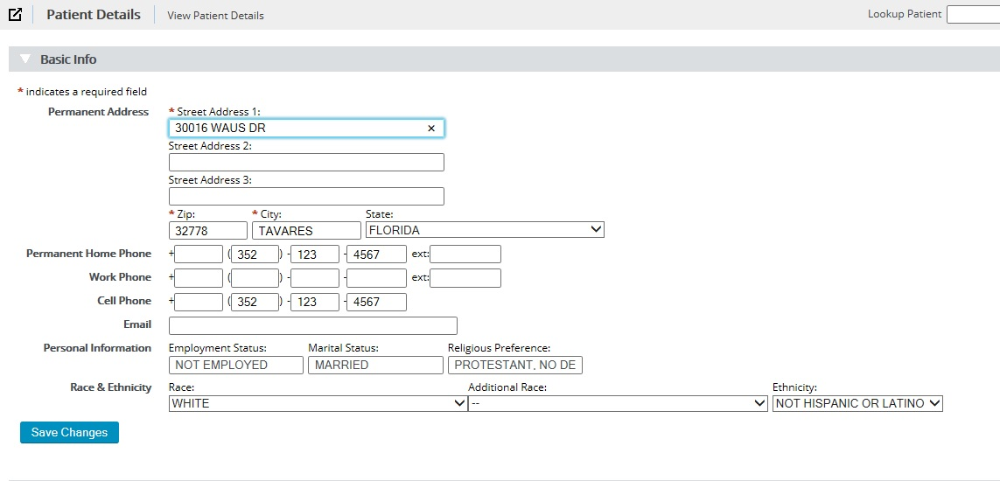 Patient Details View Patient Details Lookup Patient
Basic Info
* indicates a required field
Permanent Address * Street Address 1:
30016 WAUS DR ×
Street Address 2:
Street Address 3:
* Zip: * City: State:
32778 TAVARES FLORIDA
Permanent Home Phone + ( 352 ) - 123 - 4567 ext:
Work Phone + ( ) - - ext:
Cell Phone + ( 352 ) - 123 - 4567
Email
Personal Information Employment Status: Marital Status: Religious Preference:
NOT EMPLOYED MARRIED PROTESTANT, NO DE
Race & Ethnicity Race: Additional Race: Ethnicity:
WHITE -- NOT HISPANIC OR LATINO
Save Changes